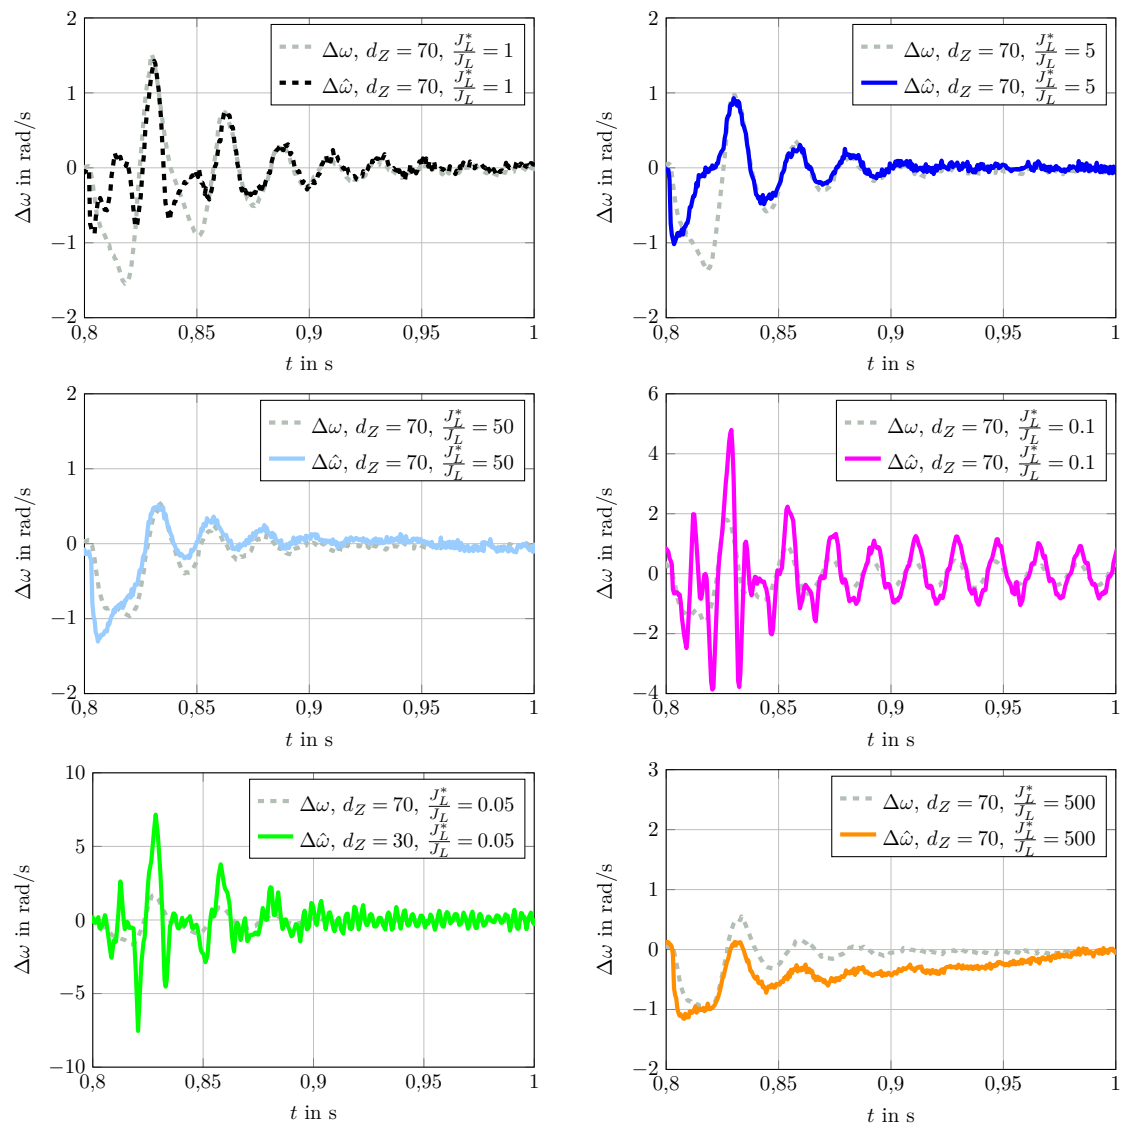 2
1
0
−1
−2
0,8 0,85 0,9 0,95 1
t in s
Δω in rad/s
Δω, d_Z = 70, J_L^*/J_L = 1
Δω̂, d_Z = 70, J_L^*/J_L = 1
2
1
0
−1
−2
0,8 0,85 0,9 0,95 1
t in s
Δω in rad/s
Δω, d_Z = 70, J_L^*/J_L = 5
Δω̂, d_Z = 70, J_L^*/J_L = 5
2
1
0
−1
−2
0,8 0,85 0,9 0,95 1
t in s
Δω in rad/s
Δω, d_Z = 70, J_L^*/J_L = 50
Δω̂, d_Z = 70, J_L^*/J_L = 50
6
4
2
0
−2
−4
0,8 0,85 0,9 0,95 1
t in s
Δω in rad/s
Δω, d_Z = 70, J_L^*/J_L = 0.1
Δω̂, d_Z = 70, J_L^*/J_L = 0.1
10
5
0
−5
−10
0,8 0,85 0,9 0,95 1
t in s
Δω in rad/s
Δω, d_Z = 70, J_L^*/J_L = 0.05
Δω̂, d_Z = 30, J_L^*/J_L = 0.05
3
2
1
0
−1
−2
0,8 0,85 0,9 0,95 1
t in s
Δω in rad/s
Δω, d_Z = 70, J_L^*/J_L = 500
Δω̂, d_Z = 70, J_L^*/J_L = 500